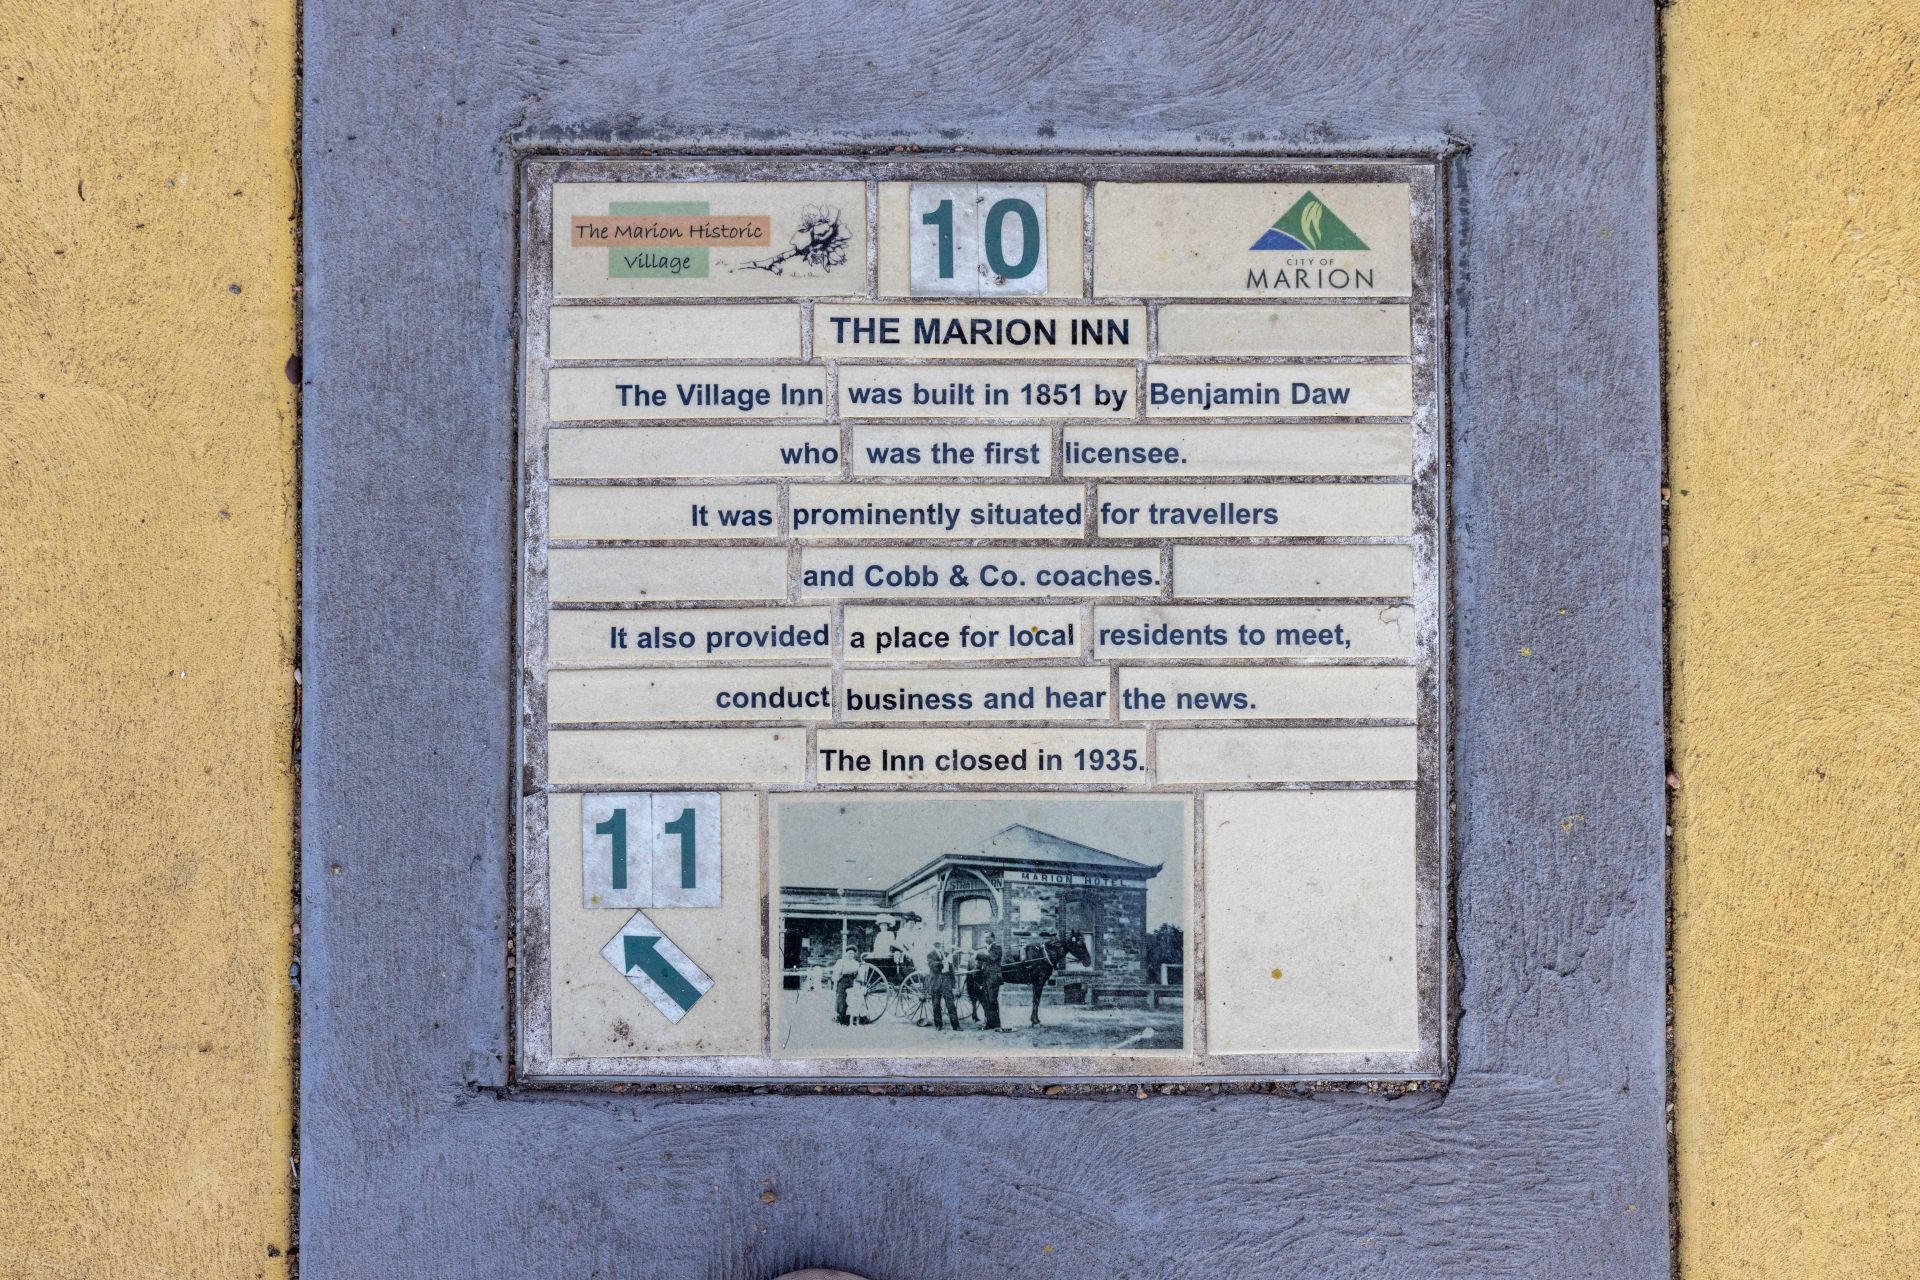 The Marion Historic
Village
10
CITY OF
MARION
THE MARION INN
The Village Inn was built in 1851 by Benjamin Daw
who was the first licensee.
It was prominently situated for travellers
and Cobb & Co. coaches.
It also provided a place for local residents to meet,
conduct business and hear the news.
The Inn closed in 1935.
11
MARION HOTEL